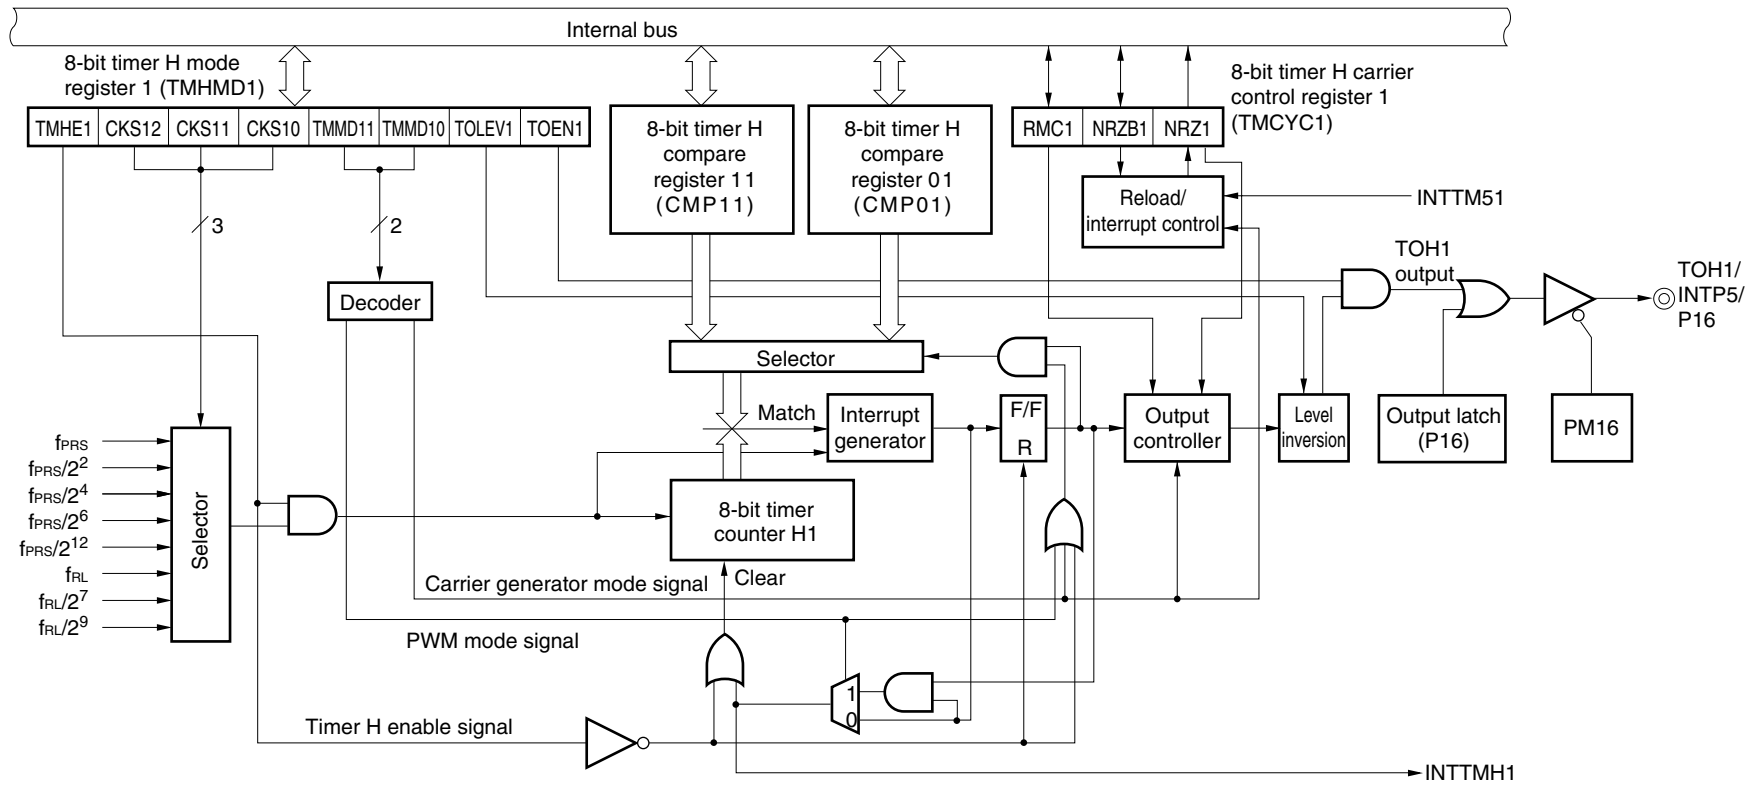 Internal bus
8-bit timer H mode
register 1 (TMHMD1)
8-bit timer H carrier
control register 1
(TMCYC1)
TMHE1 CKS12 CKS11 CKS10 TMMD11 TMMD10 TOLEV1 TOEN1
8-bit timer H
compare
register 11
(CMP11)
8-bit timer H
compare
register 01
(CMP01)
RMC1 NRZB1 NRZ1
Reload/
interrupt control
INTTM51
3
2
Decoder
TOH1
output
TOH1/
INTP5/
P16
Selector
Match
Interrupt
generator
F/F
R
Output
controller
Level
inversion
Output latch
(P16)
PM16
fPRS
fPRS/2²
fPRS/2⁴
fPRS/2⁶
fPRS/2¹²
fRL
fRL/2⁷
fRL/2⁹
Selector
8-bit timer
counter H1
Clear
Carrier generator mode signal
PWM mode signal
1
0
Timer H enable signal
INTTMH1